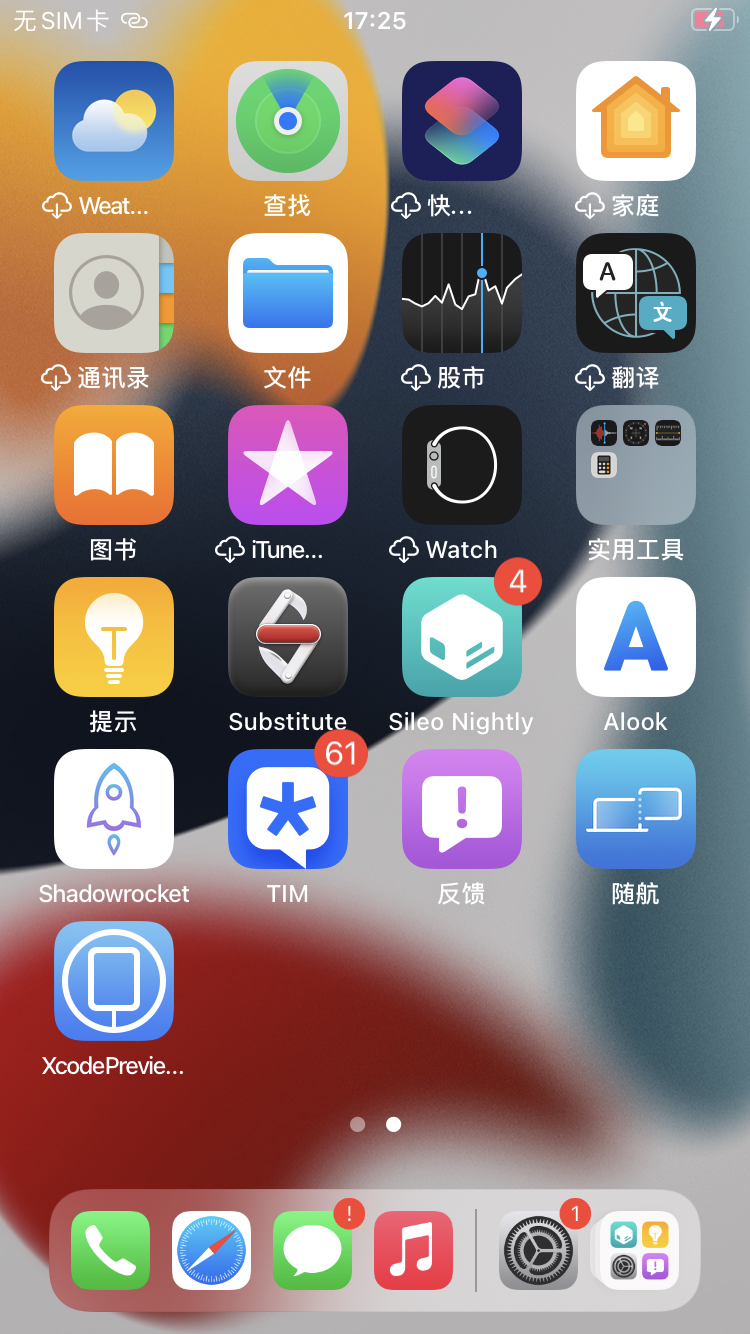 无 SIM 卡
17:25
Weat...
查找
快...
家庭
通讯录
文件
股市
A
文
翻译
图书
iTune...
Watch
实用工具
4
提示
Substitute
Sileo Nightly
Alook
61
Shadowrocket
TIM
反馈
随航
XcodePrevie...
!
1